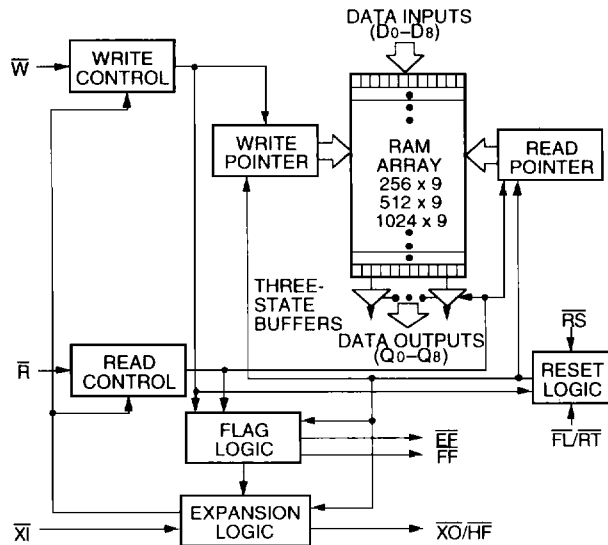 DATA INPUTS
(D0–D8)
W
WRITE
CONTROL
WRITE
POINTER
RAM
ARRAY
256 x 9
512 x 9
1024 x 9
READ
POINTER
THREE-
STATE
BUFFERS
DATA OUTPUTS
(Q0–Q8)
RS
R
READ
CONTROL
RESET
LOGIC
FLAG
LOGIC
EF
FF
FL/RT
XI
EXPANSION
LOGIC
XO/HF